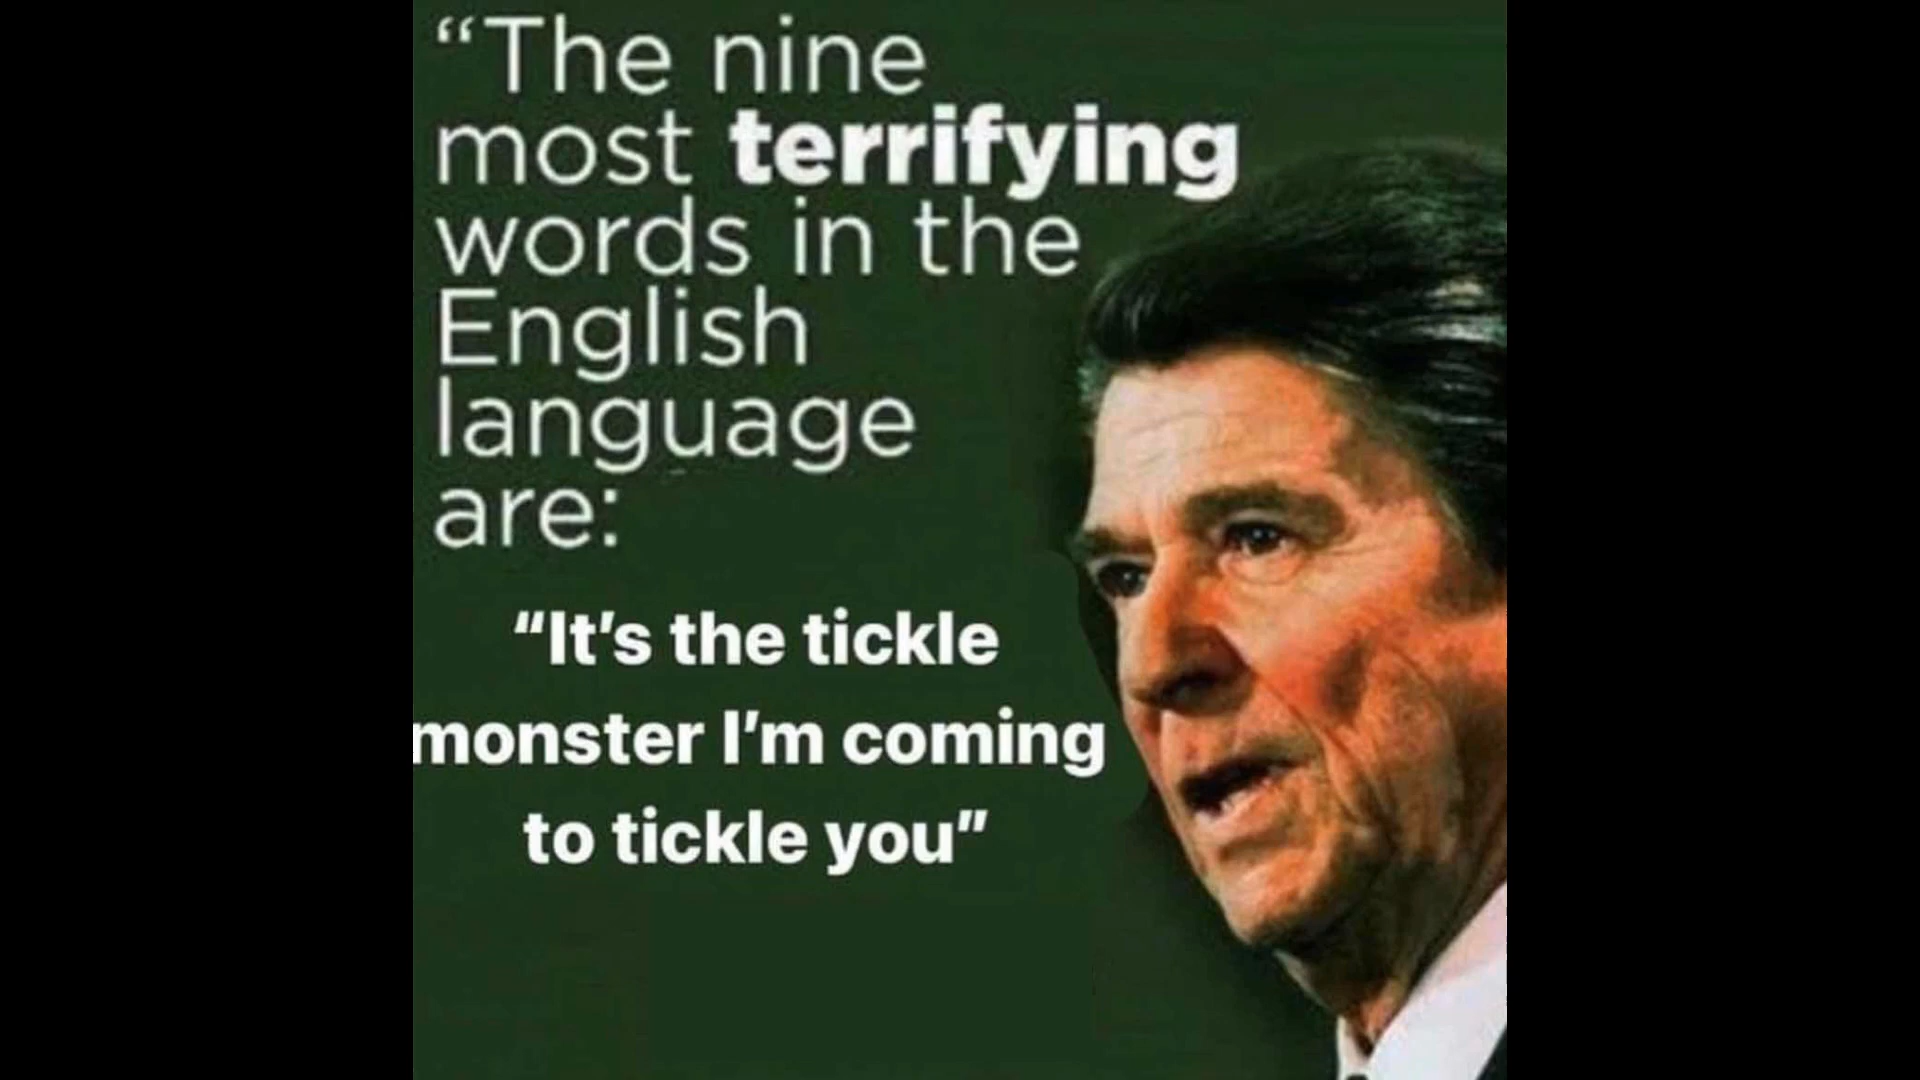 “The nine
most terrifying
words in the
English
language
are:
“It’s the tickle
monster I’m coming
to tickle you”